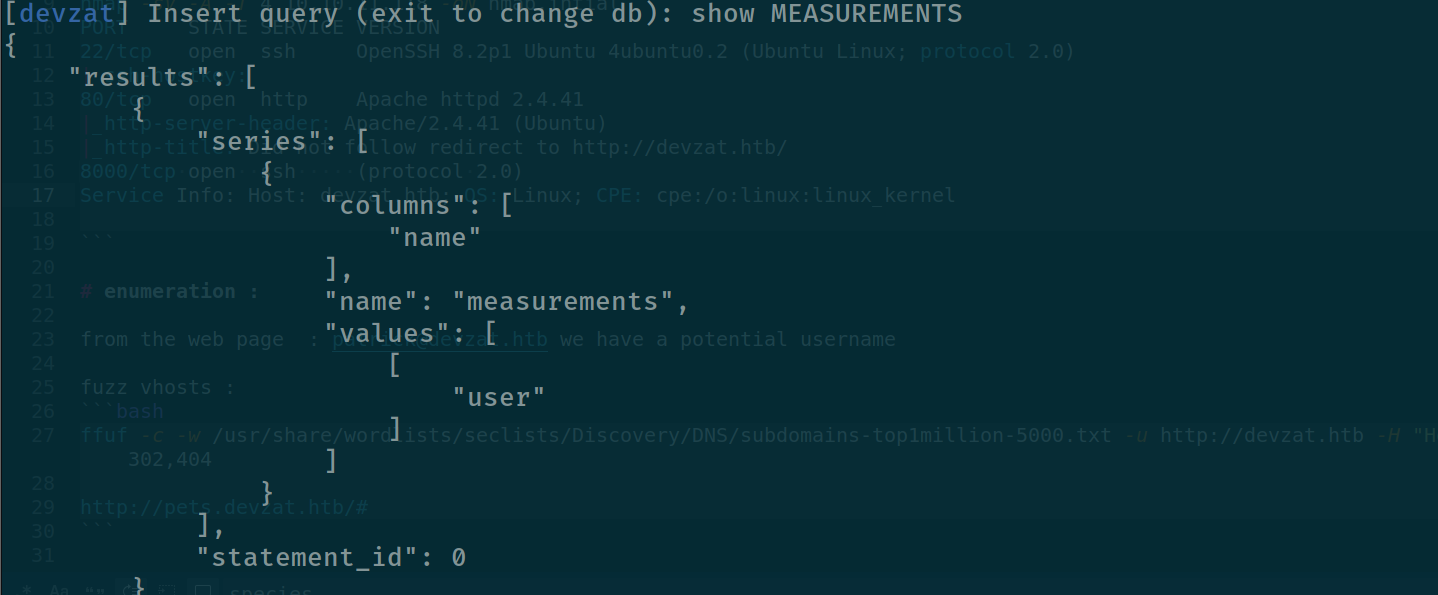 [devzat] Insert query (exit to change db): show MEASUREMENTS
{
"results": [
{
"series": [
{
"columns": [
"name"
],
"name": "measurements",
"values": [
[
"user"
]
]
}
],
"statement_id": 0
}
10 PORT STATE SERVICE VERSION
11 22/tcp open ssh OpenSSH 8.2p1 Ubuntu 4ubuntu0.2 (Ubuntu Linux; protocol 2.0)
12
13 80/tcp open http Apache httpd 2.4.41
14 |_http-server-header: Apache/2.4.41 (Ubuntu)
15 |_http-title: Did not follow redirect to http://devzat.htb/
16 8000/tcp open ssh (protocol 2.0)
17 Service Info: Host: devzat.htb; OS: Linux; CPE: cpe:/o:linux:linux_kernel
18
19 ```
20
21 # enumeration :
22
23 from the web page : patrick@devzat.htb we have a potential username
24
25 fuzz vhosts :
26 ```bash
27 ffuf -c -w /usr/share/wordlists/seclists/Discovery/DNS/subdomains-top1million-5000.txt -u http://devzat.htb -H
302,404
28
29 http://pets.devzat.htb/#
30 ```
31
species